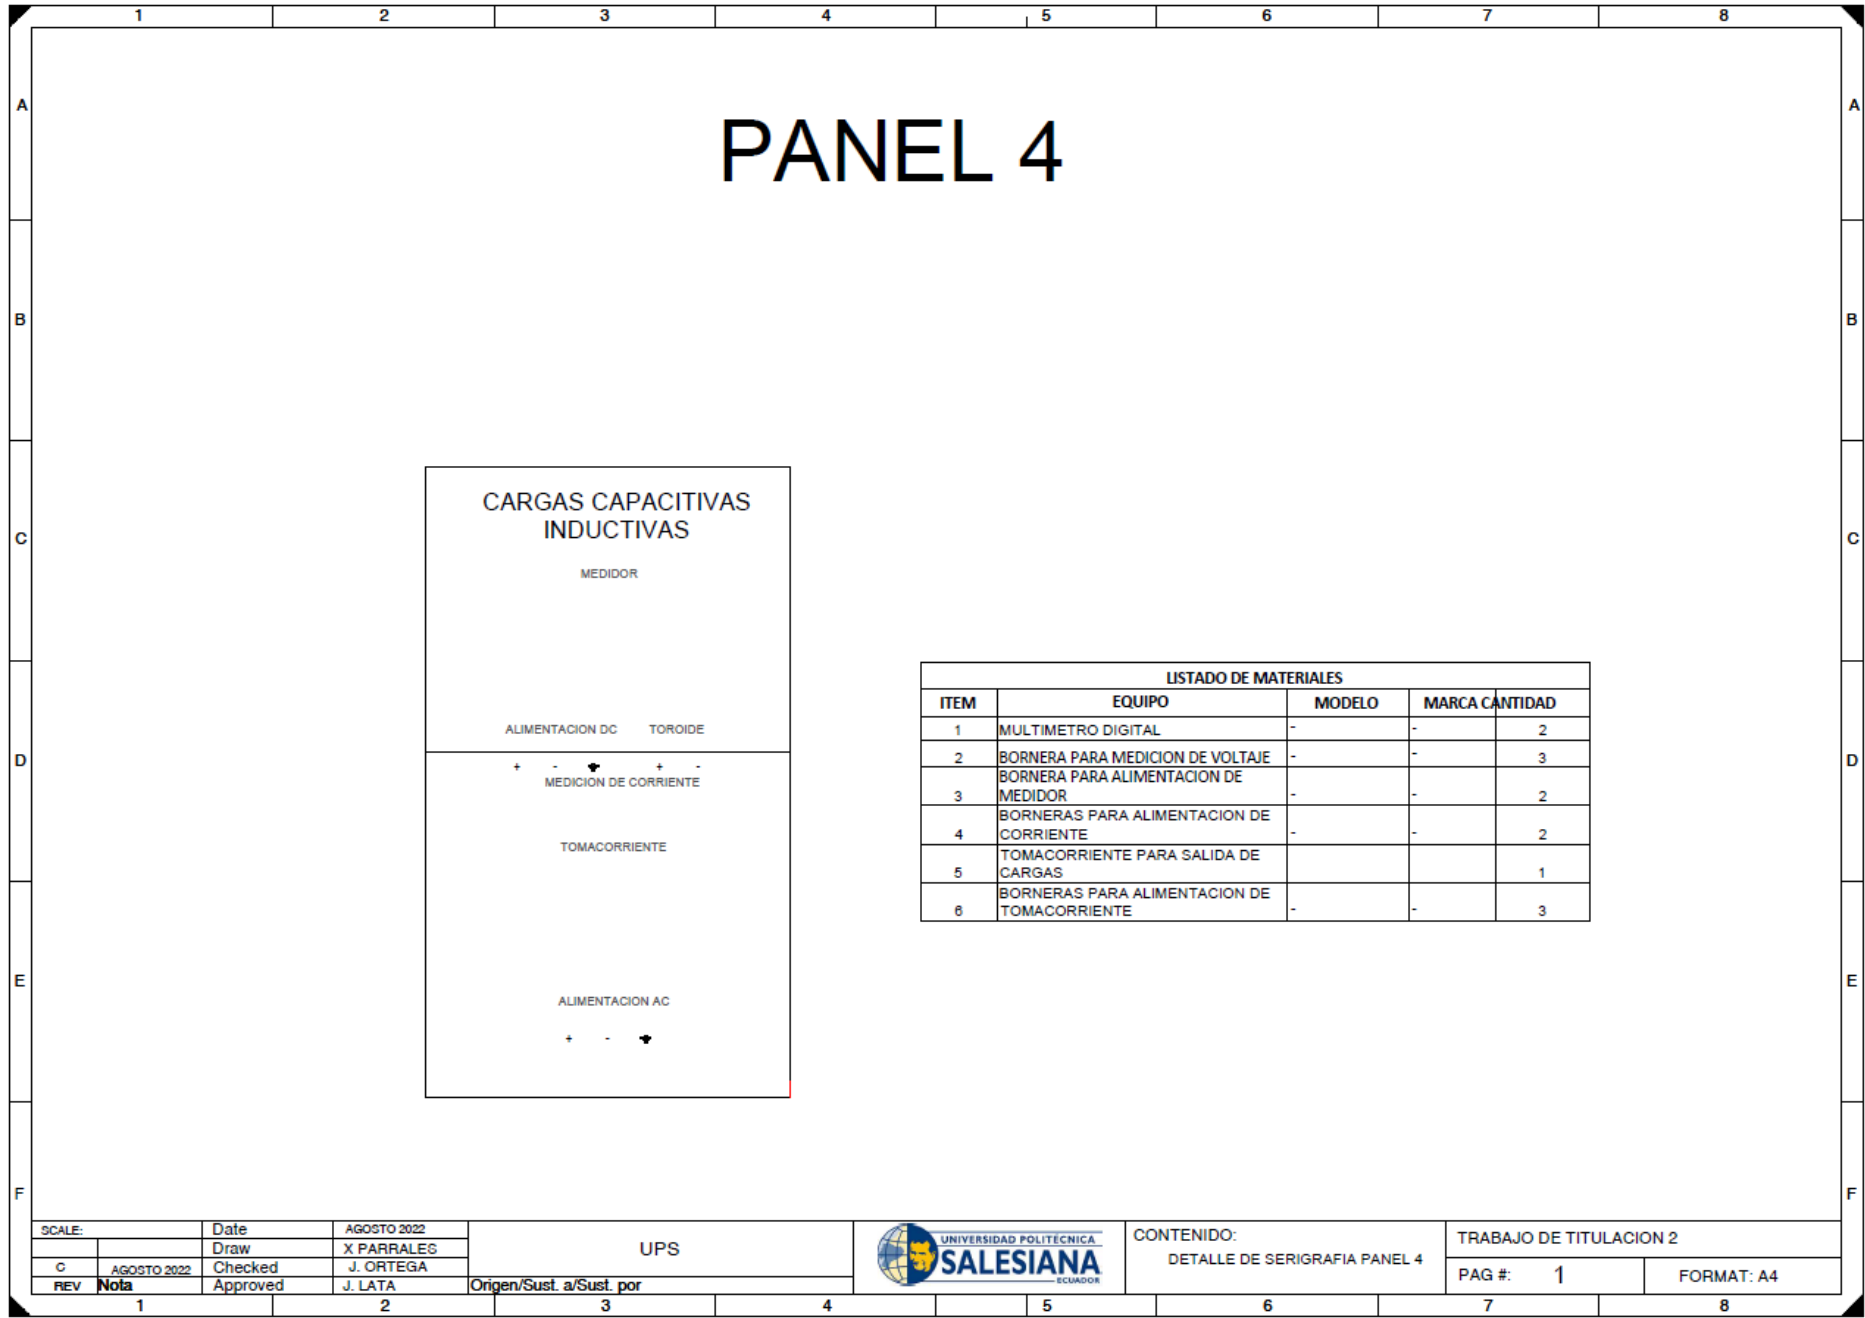 1 2 3 4 5 6 7 8
A A
PANEL 4
B B
C C
CARGAS CAPACITIVAS
INDUCTIVAS
MEDIDOR
ALIMENTACION DC TOROIDE
+ - + -
MEDICION DE CORRIENTE
TOMACORRIENTE
ALIMENTACION AC
+ -
LISTADO DE MATERIALES
ITEM EQUIPO MODELO MARCA CANTIDAD
1 MULTIMETRO DIGITAL - - 2
2 BORNERA PARA MEDICION DE VOLTAJE - - 3
BORNERA PARA ALIMENTACION DE
3 MEDIDOR - - 2
BORNERAS PARA ALIMENTACION DE
4 CORRIENTE - - 2
TOMACORRIENTE PARA SALIDA DE
5 CARGAS 1
BORNERAS PARA ALIMENTACION DE
6 TOMACORRIENTE - - 3
D D
E E
F F
SCALE: Date AGOSTO 2022
Draw X PARRALES
C AGOSTO 2022 Checked J. ORTEGA
REV Nota Approved J. LATA
UPS
Origen/Sust. a/Sust. por
UNIVERSIDAD POLITÉCNICA
SALESIANA
ECUADOR
CONTENIDO:
DETALLE DE SERIGRAFIA PANEL 4
TRABAJO DE TITULACION 2
PAG #: 1 FORMAT: A4
1 2 3 4 5 6 7 8